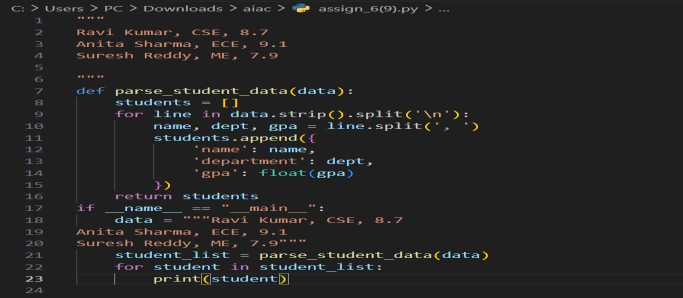 C: > Users > PC > Downloads > aiac > assign_6(9).py > ...
1 """
2 Ravi Kumar, CSE, 8.7
3 Anita Sharma, ECE, 9.1
4 Suresh Reddy, ME, 7.9
5
6 """
7 def parse_student_data(data):
8     students = []
9     for line in data.strip().split('\n'):
10         name, dept, gpa = line.split(', ')
11         students.append({
12             'name': name,
13             'department': dept,
14             'gpa': float(gpa)
15         })
16     return students
17 if __name__ == "__main__":
18     data = """Ravi Kumar, CSE, 8.7
19 Anita Sharma, ECE, 9.1
20 Suresh Reddy, ME, 7.9"""
21     student_list = parse_student_data(data)
22     for student in student_list:
23         print(student)